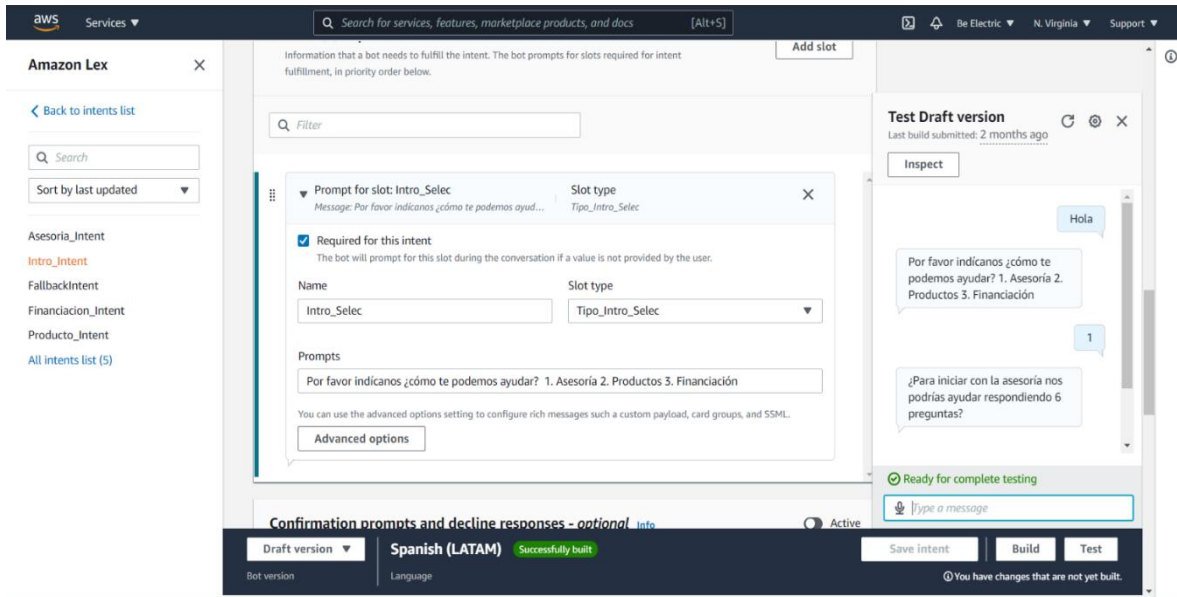 aws
Services ▼
Search for services, features, marketplace products, and docs
[Alt+S]
Be Electric ▼
N. Virginia ▼
Support ▼
Amazon Lex
Back to intents list
Search
Sort by last updated
Asesoria_Intent
Intro_Intent
FallbackIntent
Financiacion_Intent
Producto_Intent
All intents list (5)
Information that a bot needs to fulfill the intent. The bot prompts for slots required for intent
fulfillment, in priority order below.
Add slot
Filter
Prompt for slot: Intro_Selec
Message: Por favor indícanos ¿cómo te podemos ayud...
Slot type
Tipo_Intro_Selec
Required for this intent
The bot will prompt for this slot during the conversation if a value is not provided by the user.
Name
Slot type
Intro_Selec
Tipo_Intro_Selec
Prompts
Por favor indícanos ¿cómo te podemos ayudar? 1. Asesoría 2. Productos 3. Financiación
You can use the advanced options setting to configure rich messages such a custom payload, card groups, and SSML.
Advanced options
Confirmation prompts and decline responses - optional Info
Active
Test Draft version
Last build submitted: 2 months ago
Inspect
Hola
Por favor indícanos ¿cómo te
podemos ayudar? 1. Asesoría 2.
Productos 3. Financiación
1
¿Para iniciar con la asesoría nos
podrías ayudar respondiendo 6
preguntas?
Ready for complete testing
Type a message
Draft version ▼
Bot version
Spanish (LATAM)
Successfully built
Language
Save intent
Build
Test
You have changes that are not yet built.